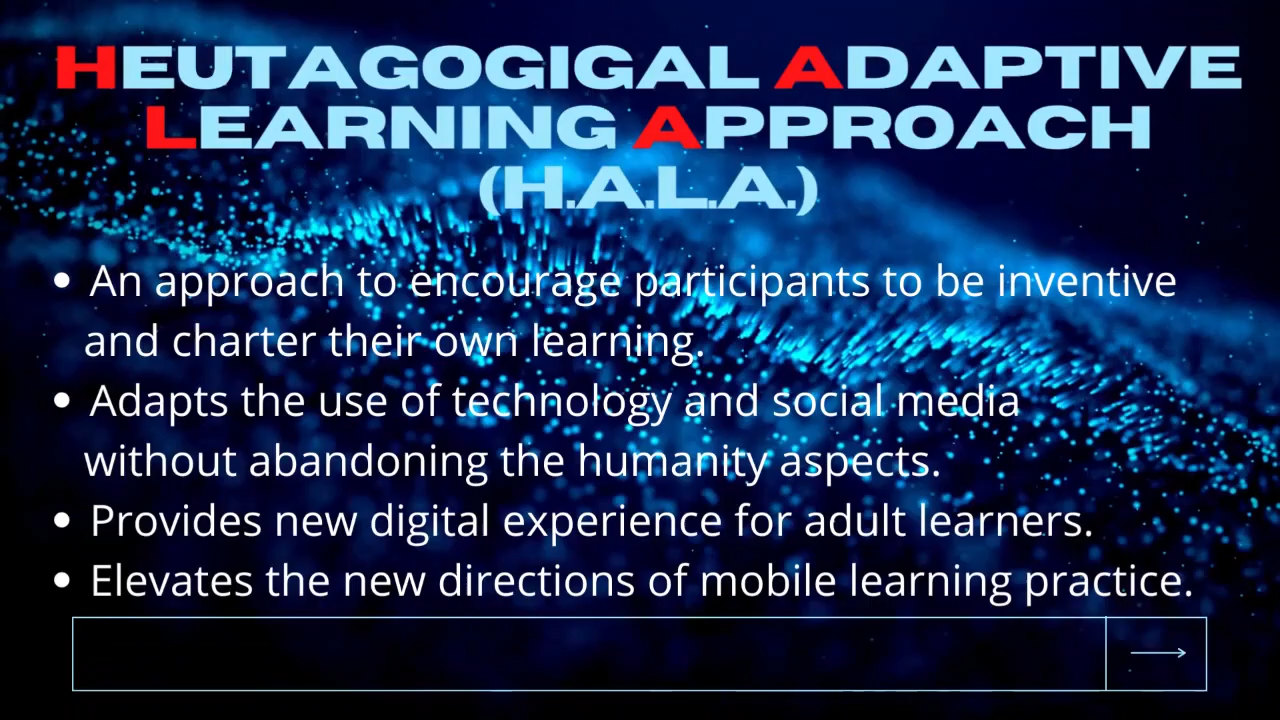 HEUTAGOGIGAL ADAPTIVE
LEARNING APPROACH
(H.A.L.A.)
• An approach to encourage participants to be inventive
and charter their own learning.
• Adapts the use of technology and social media
without abandoning the humanity aspects.
• Provides new digital experience for adult learners.
• Elevates the new directions of mobile learning practice.